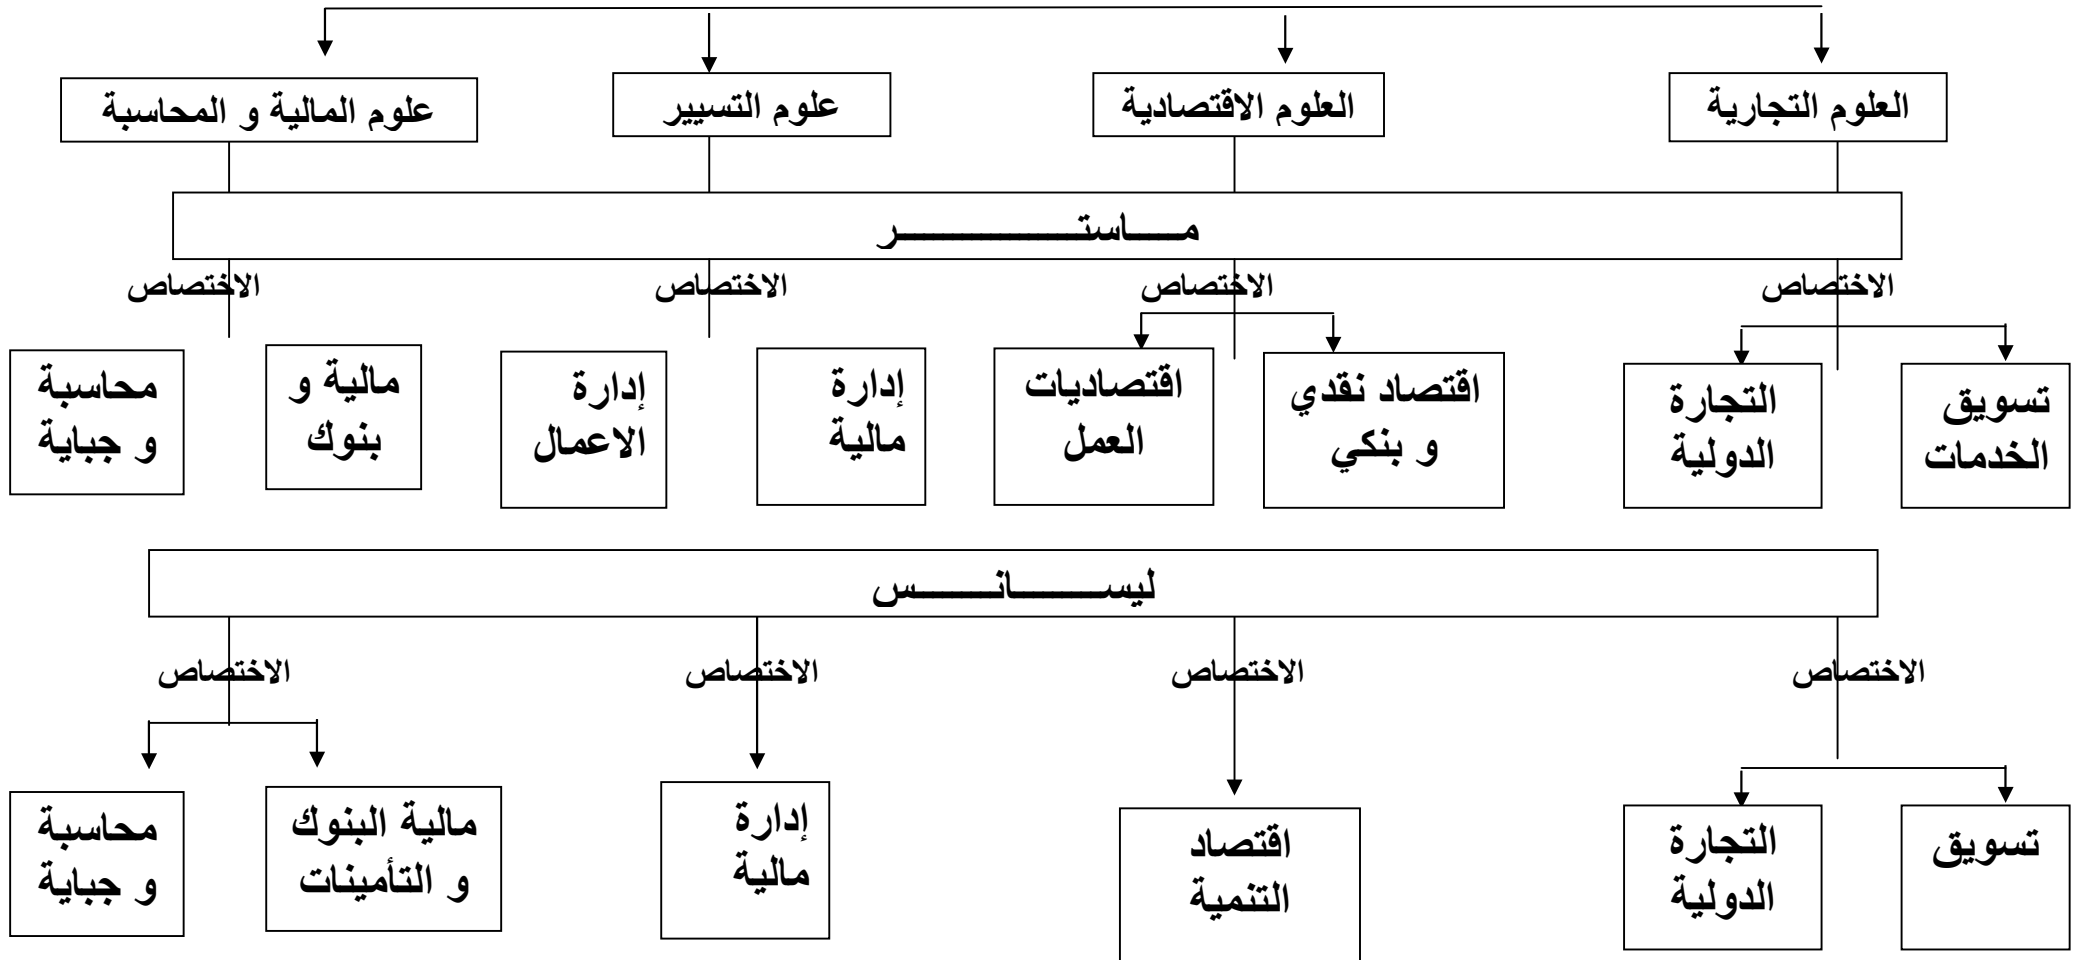 العلوم التجارية
العلوم الاقتصادية
علوم التسيير
علوم المالية و المحاسبة
مـــاستـــــــــــر
الاختصاص
الاختصاص
الاختصاص
الاختصاص
تسويق
الخدمات
التجارة
الدولية
اقتصاد نقدي
و بنكي
اقتصاديات
العمل
إدارة
مالية
إدارة
الاعمال
مالية و
بنوك
محاسبة
و جباية
ليســـــــانـــــــس
الاختصاص
الاختصاص
الاختصاص
الاختصاص
تسويق
التجارة
الدولية
اقتصاد
التنمية
إدارة
مالية
مالية البنوك
و التأمينات
محاسبة
و جباية